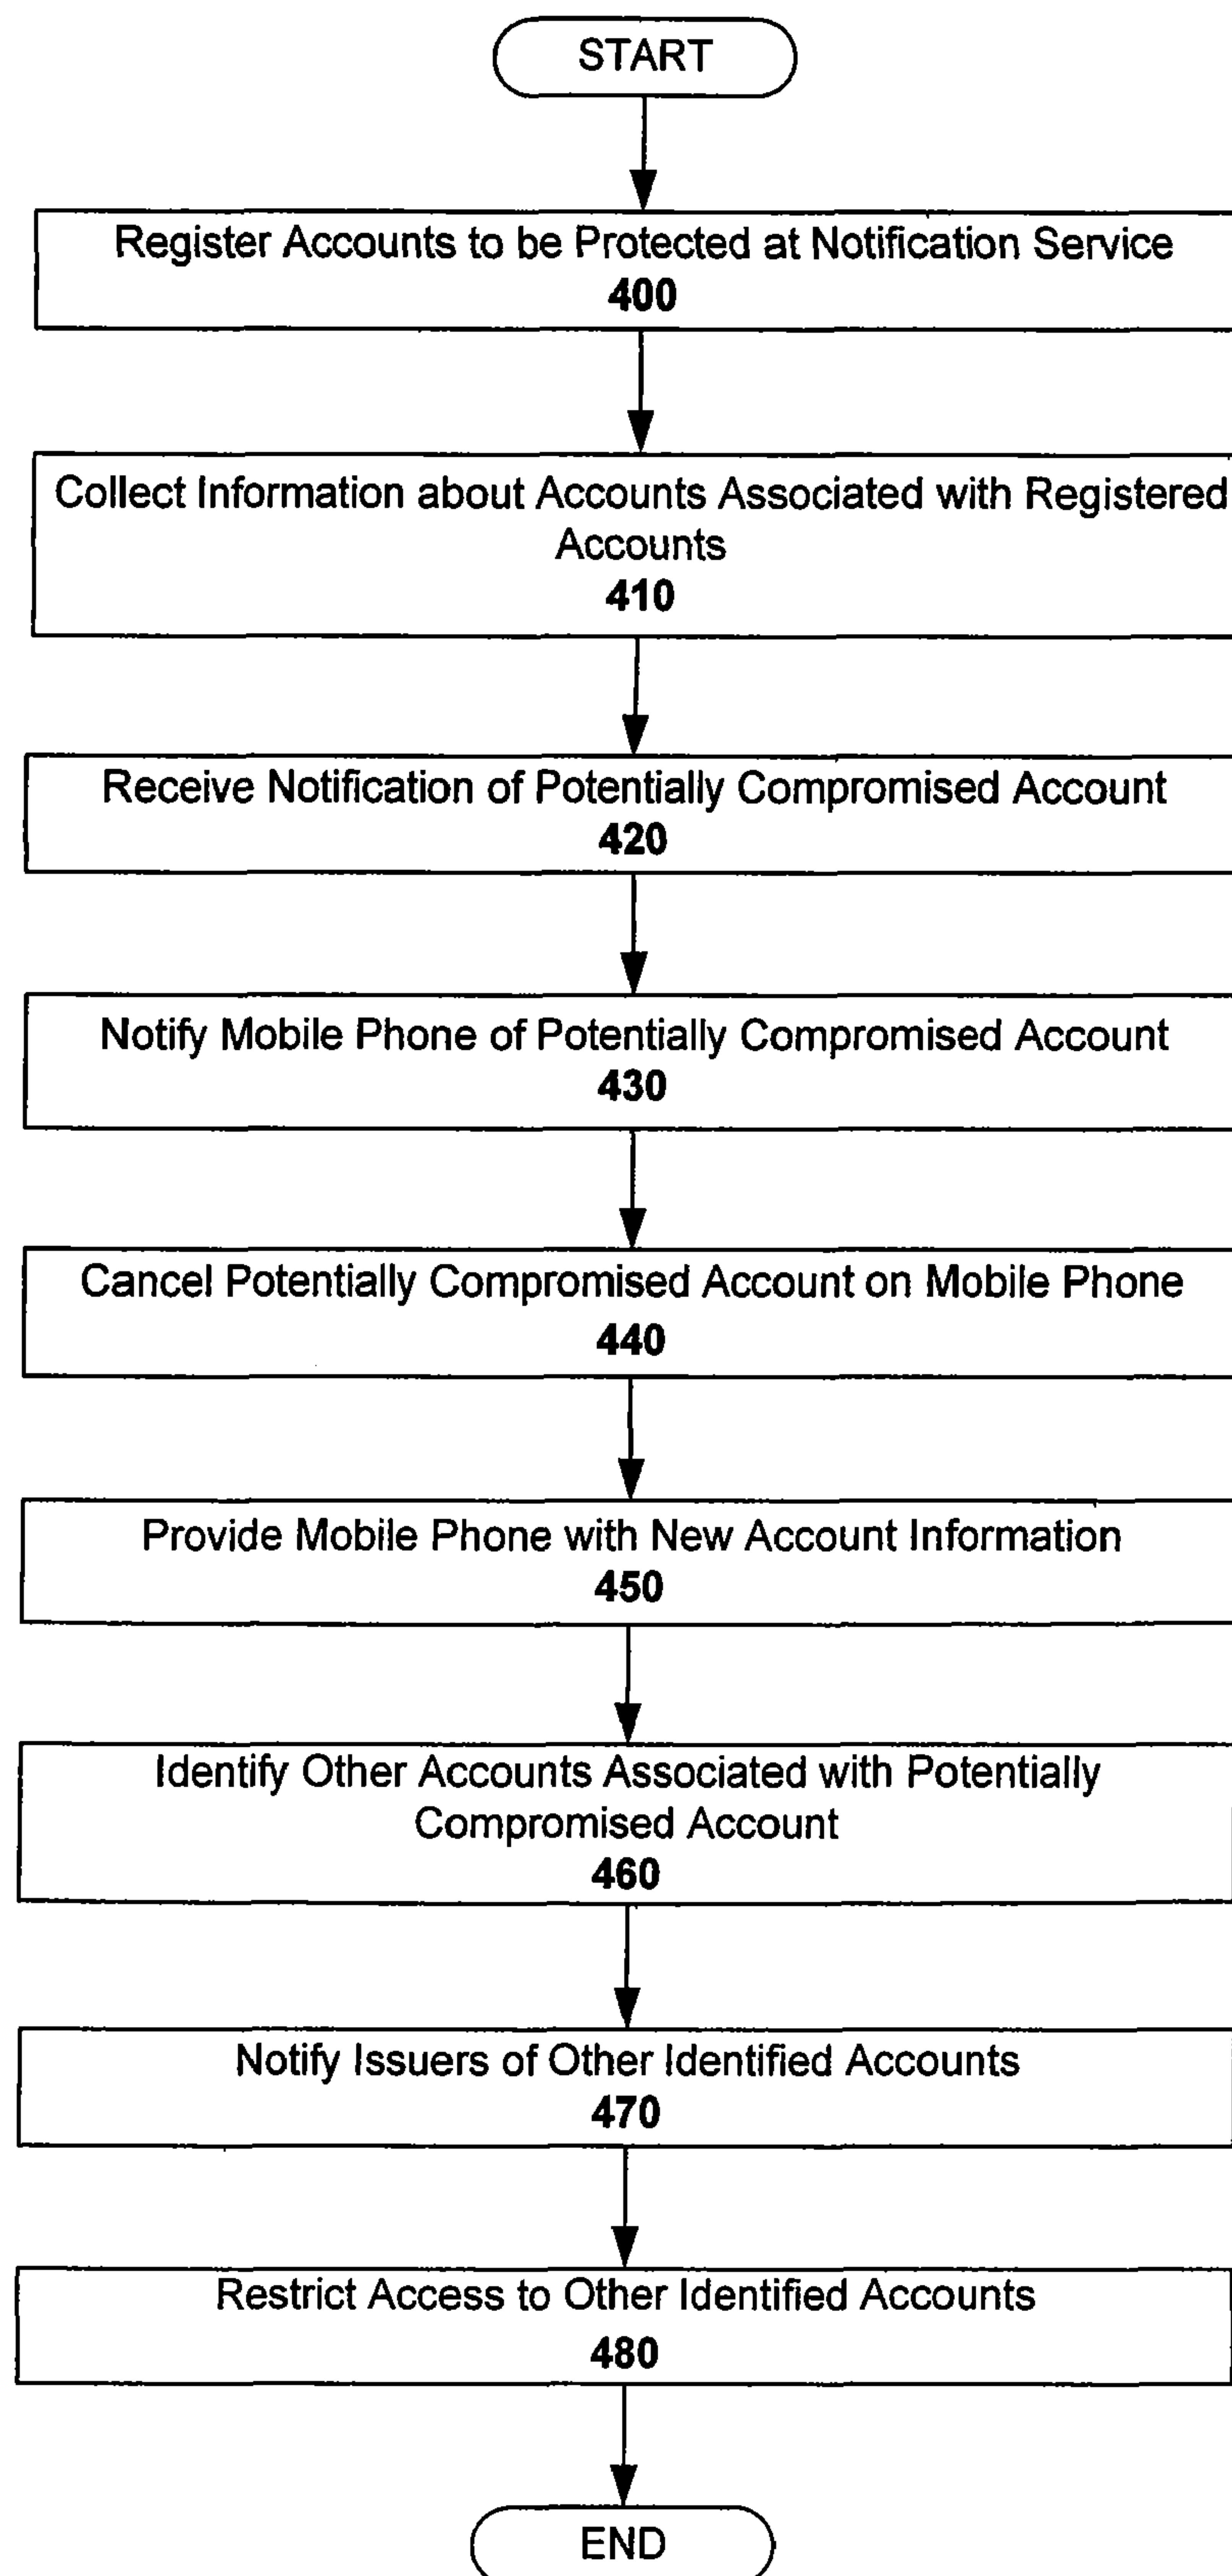 START
Register Accounts to be Protected at Notification Service
400
Collect Information about Accounts Associated with Registered
Accounts
410
Receive Notification of Potentially Compromised Account
420
Notify Mobile Phone of Potentially Compromised Account
430
Cancel Potentially Compromised Account on Mobile Phone
440
Provide Mobile Phone with New Account Information
450
Identify Other Accounts Associated with Potentially
Compromised Account
460
Notify Issuers of Other Identified Accounts
470
Restrict Access to Other Identified Accounts
480
END